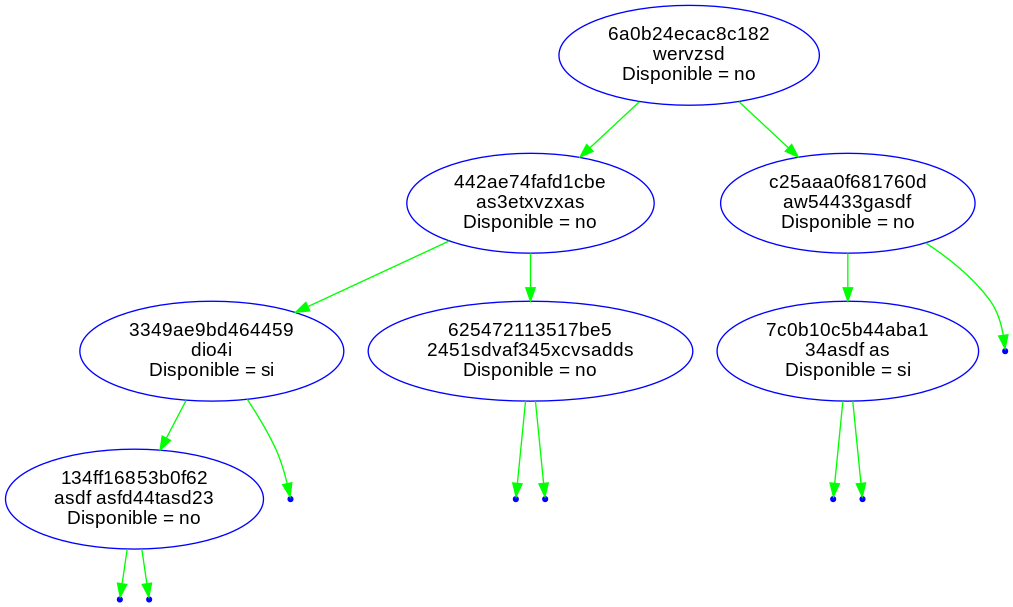 6a0b24ecac8c182
wervzsd
Disponible = no
442ae74fafd1cbe
as3etxvzxas
Disponible = no
c25aaa0f681760d
aw54433gasdf
Disponible = no
3349ae9bd464459
dio4i
Disponible = si
625472113517be5
2451sdvaf345xcvsadds
Disponible = no
7c0b10c5b44aba1
34asdf as
Disponible = si
134ff16853b0f62
asdf asfd44tasd23
Disponible = no